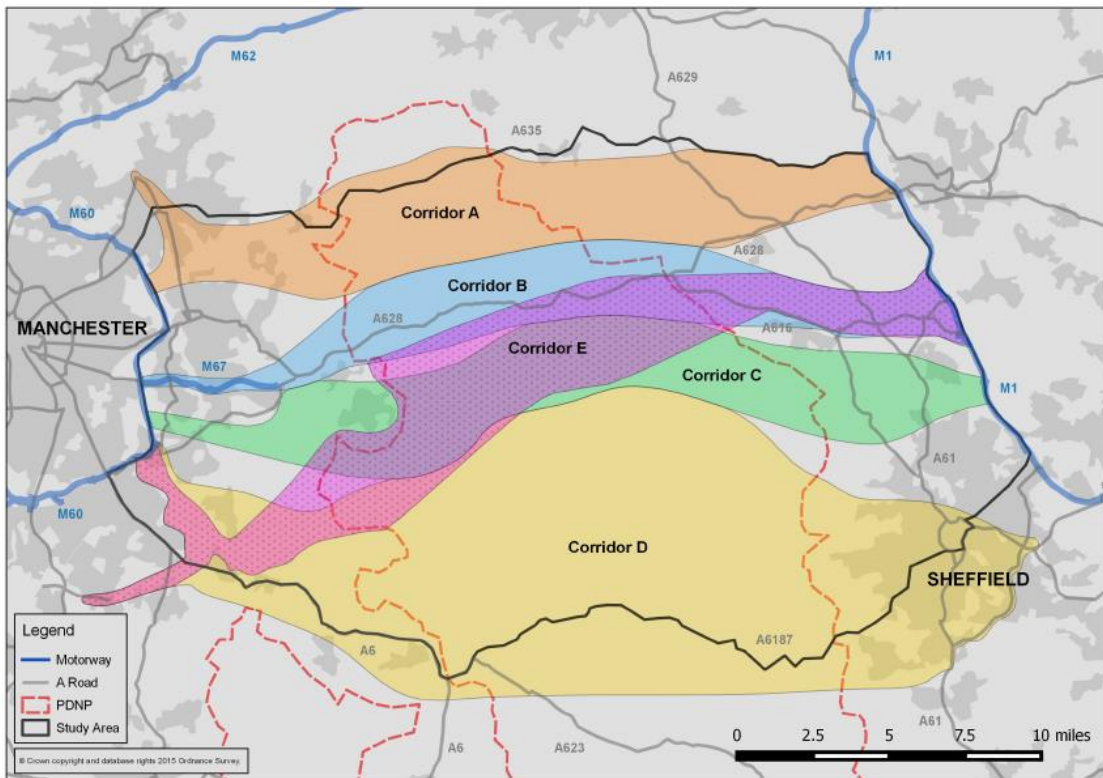 M62
M1
A629
A635
M60
Corridor A
A628
Corridor B
MANCHESTER
A628
A616
Corridor E
M67
Corridor C
M1
A61
M60
Corridor D
SHEFFIELD
Legend
Motorway
A Road
PDNP
Study Area
A6
A6187
A61
A6
A623
0 2.5 5 7.5 10 miles
© Crown copyright and database rights 2015 Ordnance Survey.